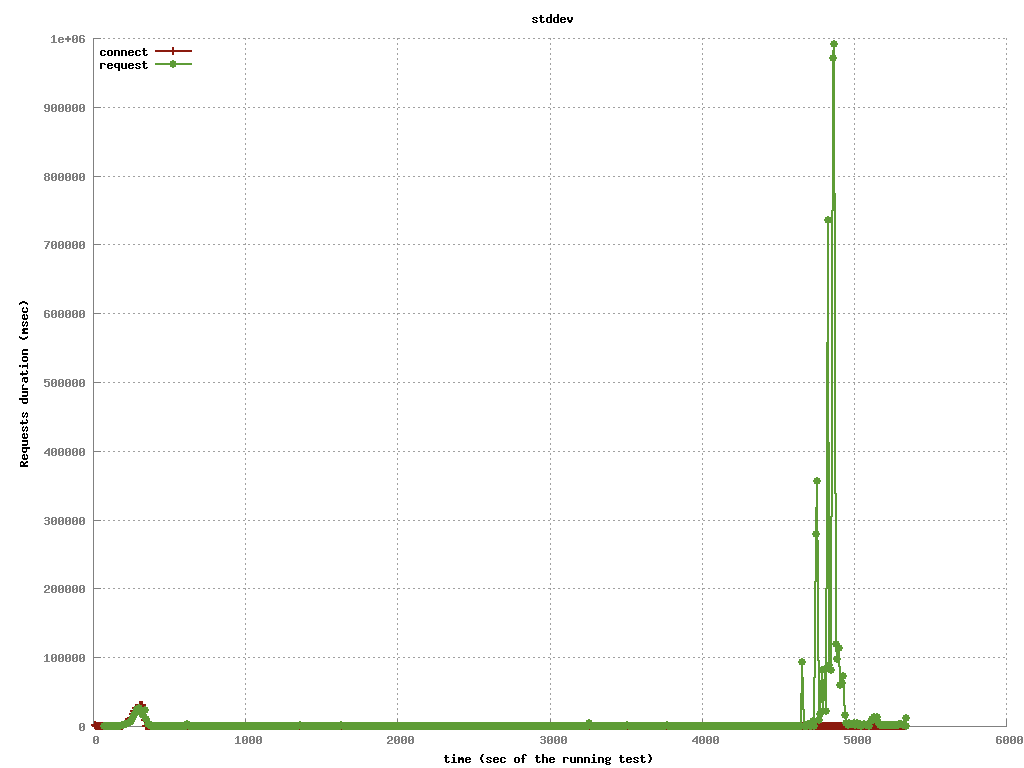 stddev
1e+06
connect
request
900000
800000
700000
600000
500000
400000
300000
200000
100000
0
Requests duration (msec)
0 1000 2000 3000 4000 5000 6000
time (sec of the running test)